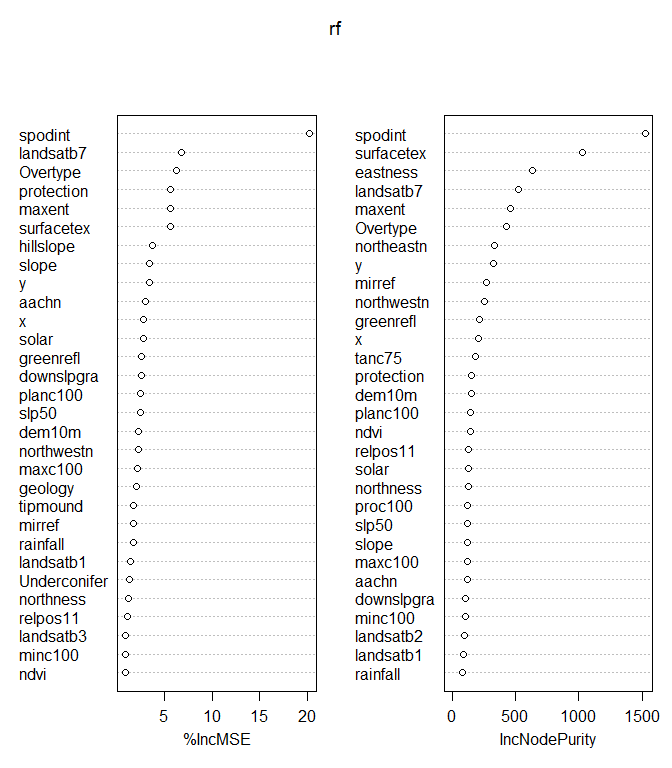 rf
spodint
landsatb7
Overtype
protection
maxent
surfacetex
hillslope
slope
y
aachn
x
solar
greenrefl
downslpgra
planc100
slp50
dem10m
northwestn
maxc100
geology
tipmound
mirref
rainfall
landsatb1
Underconifer
northness
relpos11
landsatb3
minc100
ndvi
5 10 15 20
%IncMSE
spodint
surfacetex
eastness
landsatb7
maxent
Overtype
northeastn
y
mirref
northwestn
greenrefl
x
tanc75
protection
dem10m
planc100
ndvi
relpos11
solar
northness
proc100
slp50
slope
maxc100
aachn
downslpgra
minc100
landsatb2
landsatb1
rainfall
0 500 1000 1500
IncNodePurity